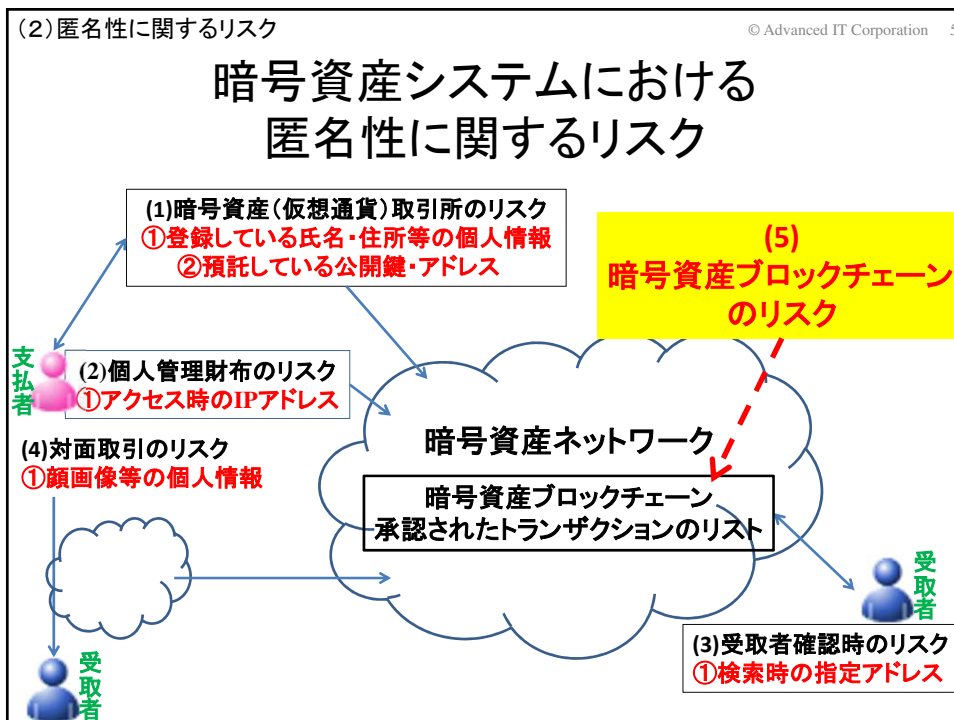 (２)匿名性に関するリスク
© Advanced IT Corporation 5
暗号資産システムにおける
匿名性に関するリスク
(1)暗号資産(仮想通貨)取引所のリスク
①登録している氏名・住所等の個人情報
②預託している公開鍵・アドレス
(5)
暗号資産ブロックチェーン
のリスク
支払者
(2)個人管理財布のリスク
①アクセス時のIPアドレス
(4)対面取引のリスク
①顔画像等の個人情報
暗号資産ネットワーク
暗号資産ブロックチェーン
承認されたトランザクションのリスト
受取者
(3)受取者確認時のリスク
①検索時の指定アドレス
受取者